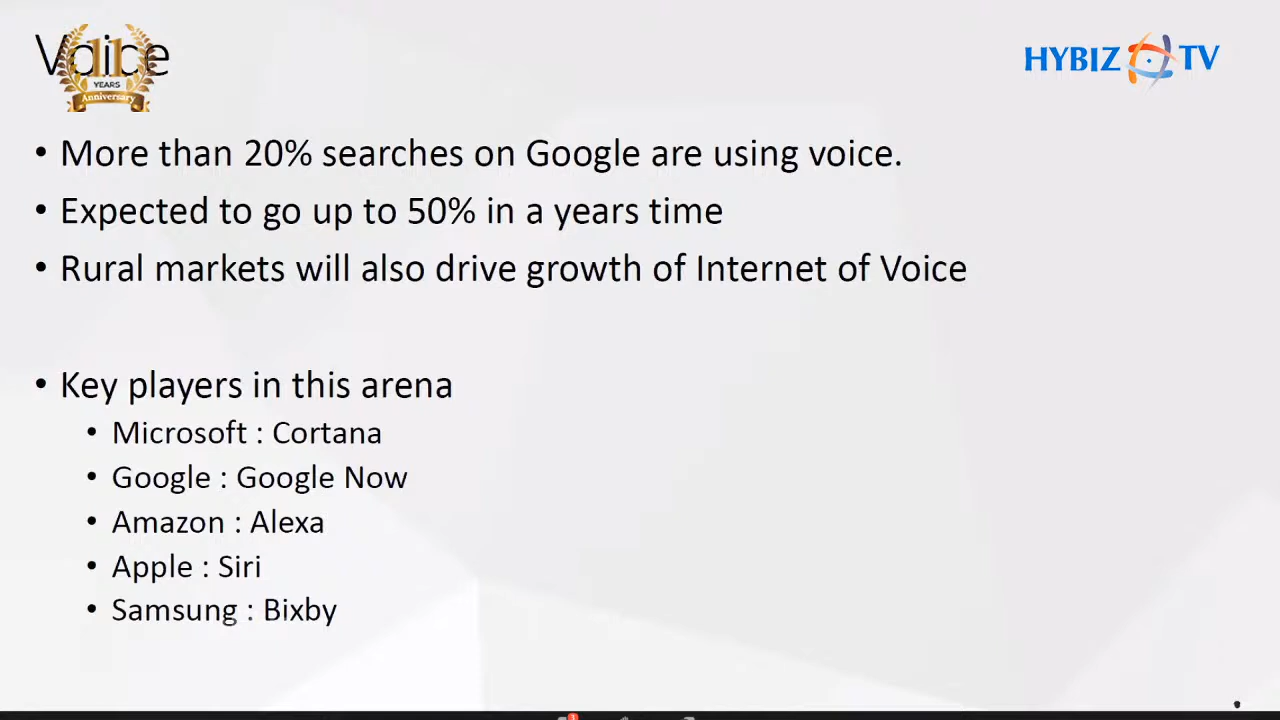 Voice
11
YEARS
Anniversary
HYBIZ TV
• More than 20% searches on Google are using voice.
• Expected to go up to 50% in a years time
• Rural markets will also drive growth of Internet of Voice
• Key players in this arena
• Microsoft : Cortana
• Google : Google Now
• Amazon : Alexa
• Apple : Siri
• Samsung : Bixby